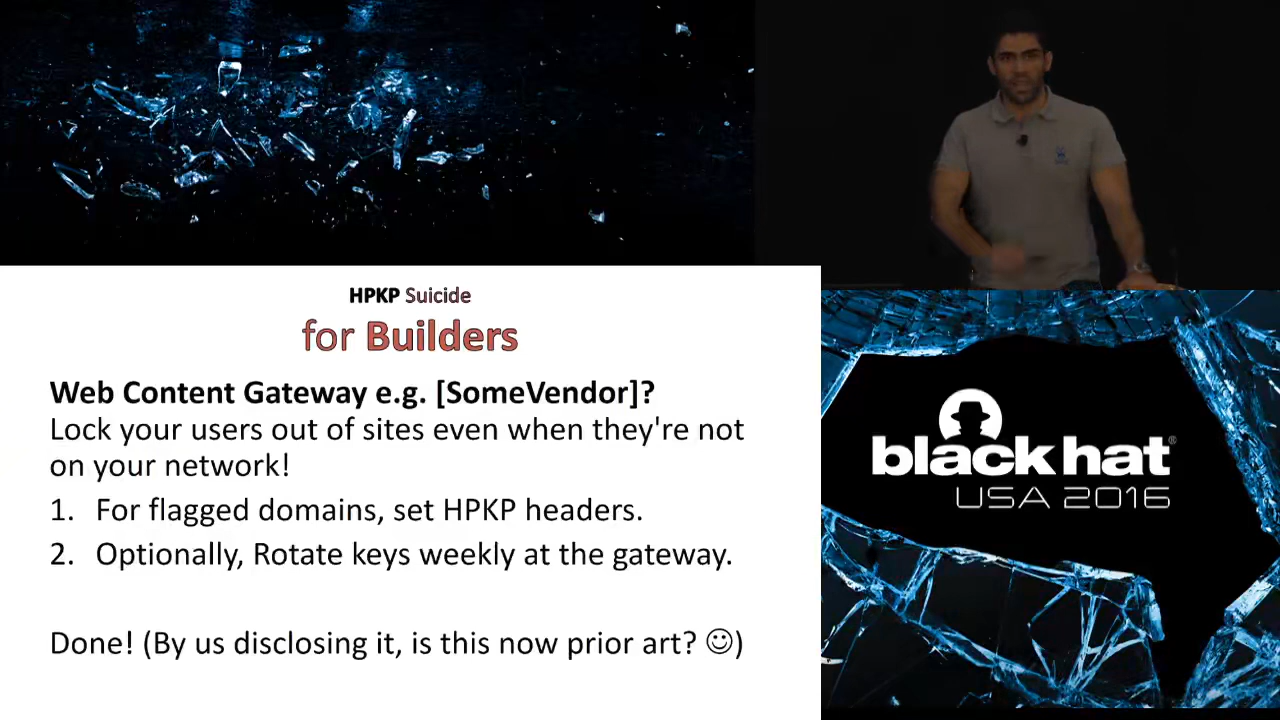 HPKP Suicide
for Builders
Web Content Gateway e.g. [SomeVendor]?
Lock your users out of sites even when they're not
on your network!
1. For flagged domains, set HPKP headers.
2. Optionally, Rotate keys weekly at the gateway.
Done! (By us disclosing it, is this now prior art? ☺)
black hat®
USA 2016